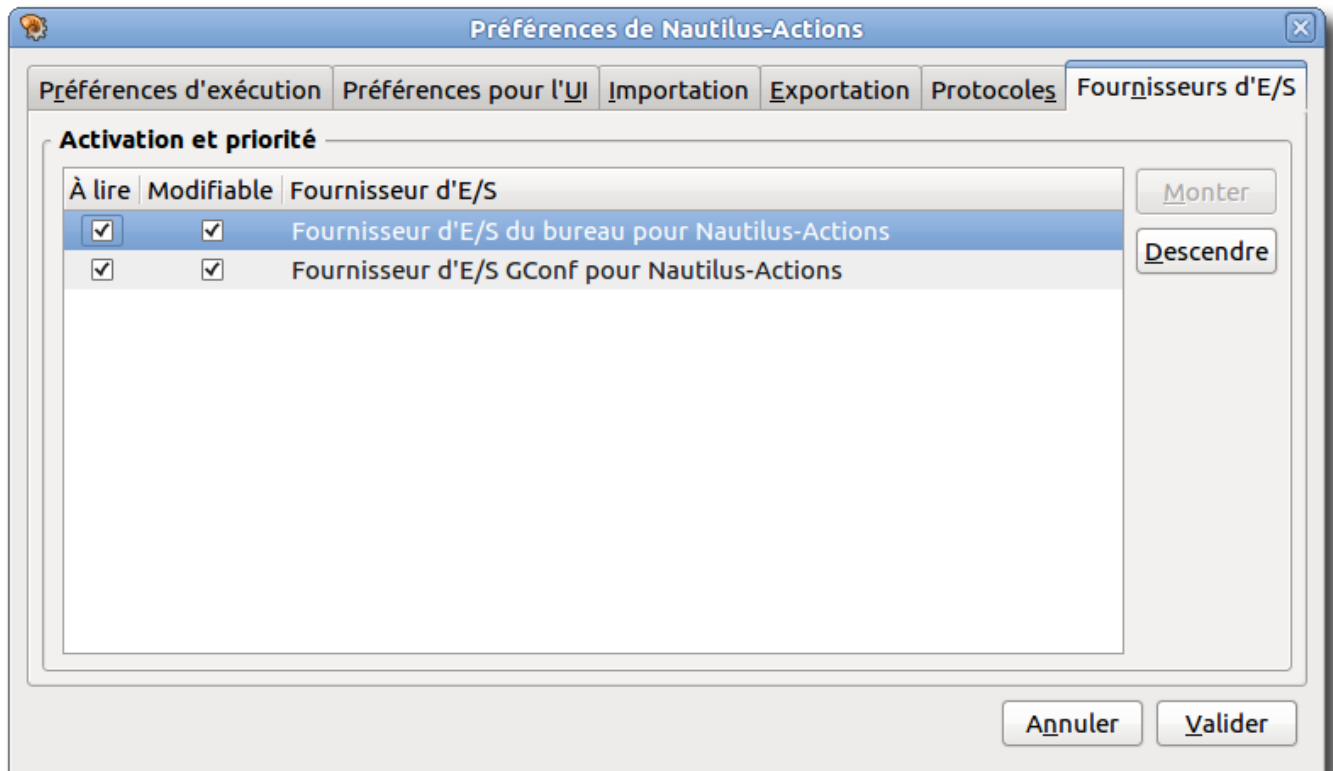 Préférences de Nautilus-Actions
Préférences d'exécution Préférences pour l'UI Importation Exportation Protocoles Fournisseurs d'E/S
Activation et priorité
À lire Modifiable Fournisseur d'E/S
Fournisseur d'E/S du bureau pour Nautilus-Actions
Fournisseur d'E/S GConf pour Nautilus-Actions
Monter
Descendre
Annuler Valider